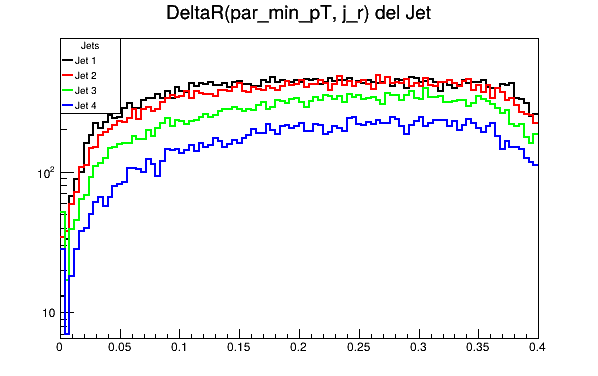 DeltaR(par_min_pT, j_r) del Jet
Jets
Jet 1
Jet 2
Jet 3
Jet 4
10²
10
0 0.05 0.1 0.15 0.2 0.25 0.3 0.35 0.4